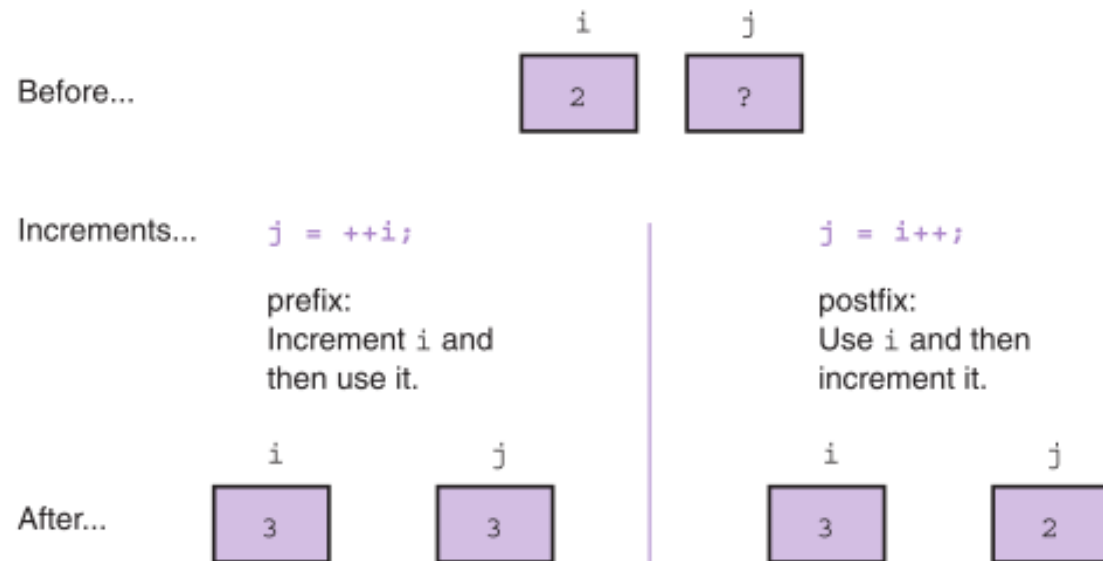 i j
Before... 2 ?
Increments... j = ++i; j = i++;
prefix: postfix:
Increment i and Use i and then
then use it. increment it.
i j i j
After... 3 3 3 2